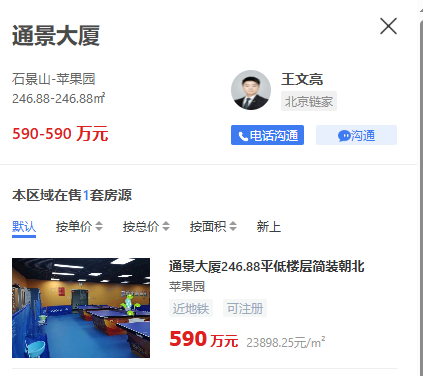 通景大厦
石景山-苹果园
246.88-246.88㎡
590-590 万元
王文亮
北京链家
电话沟通
沟通
本区域在售1套房源
默认 按单价 按总价 按面积 新上
通景大厦246.88平低楼层简装朝北
苹果园
近地铁 可注册
590 万元 23898.25元/m²